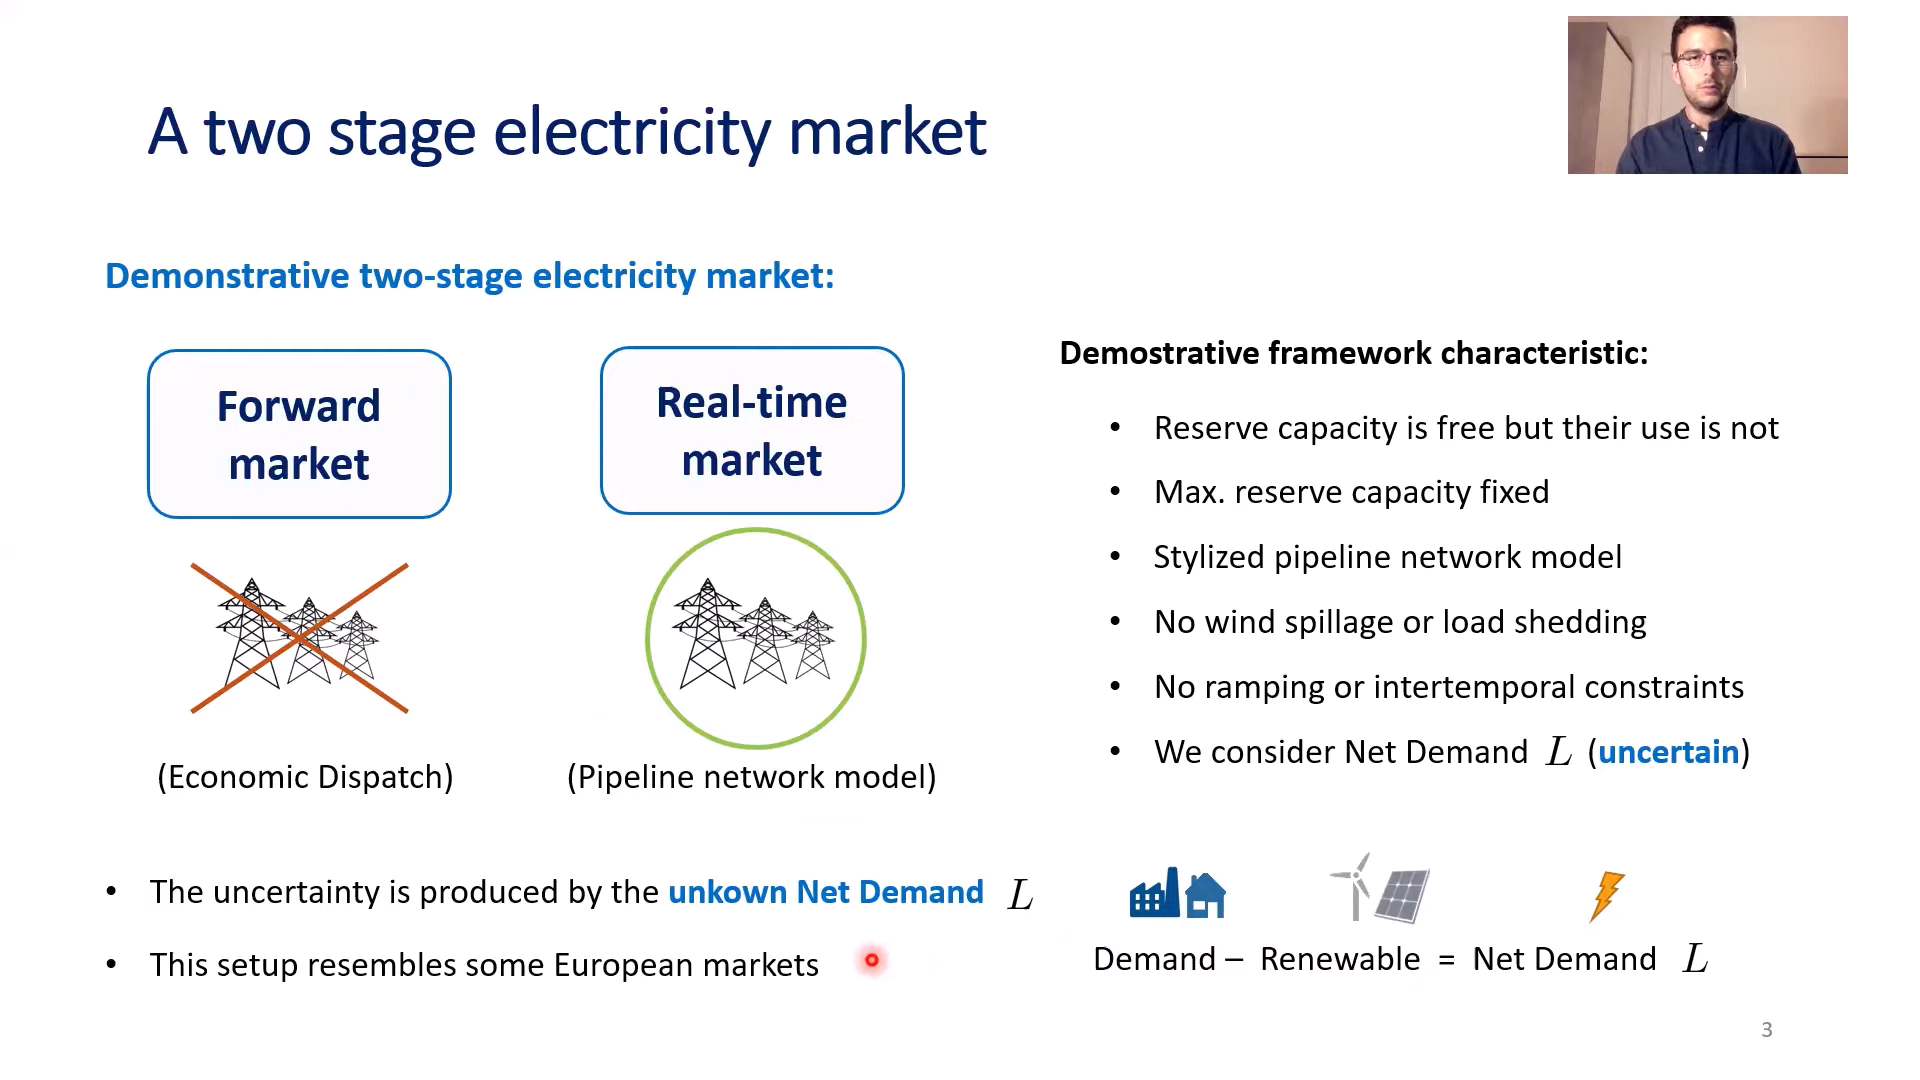 A two stage electricity market
Demonstrative two-stage electricity market:
Forward
market
Real-time
market
(Economic Dispatch)
(Pipeline network model)
• The uncertainty is produced by the unkown Net Demand L
• This setup resembles some European markets
Demostrative framework characteristic:
• Reserve capacity is free but their use is not
• Max. reserve capacity fixed
• Stylized pipeline network model
• No wind spillage or load shedding
• No ramping or intertemporal constraints
• We consider Net Demand L (uncertain)
Demand – Renewable = Net Demand L
3